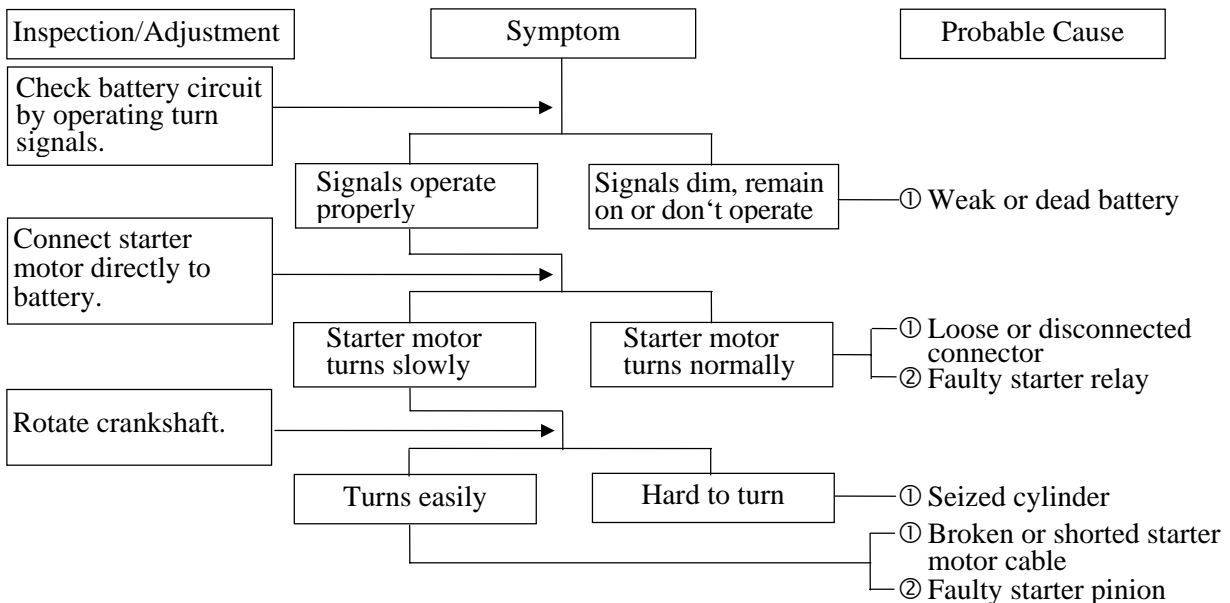 Inspection/Adjustment
Symptom
Probable Cause
Check battery circuit
by operating turn
signals.
Signals operate
properly
Signals dim, remain
on or don‘t operate
① Weak or dead battery
Connect starter
motor directly to
battery.
Starter motor
turns slowly
Starter motor
turns normally
① Loose or disconnected
connector
② Faulty starter relay
Rotate crankshaft.
Turns easily
Hard to turn
① Seized cylinder
① Broken or shorted starter
motor cable
② Faulty starter pinion